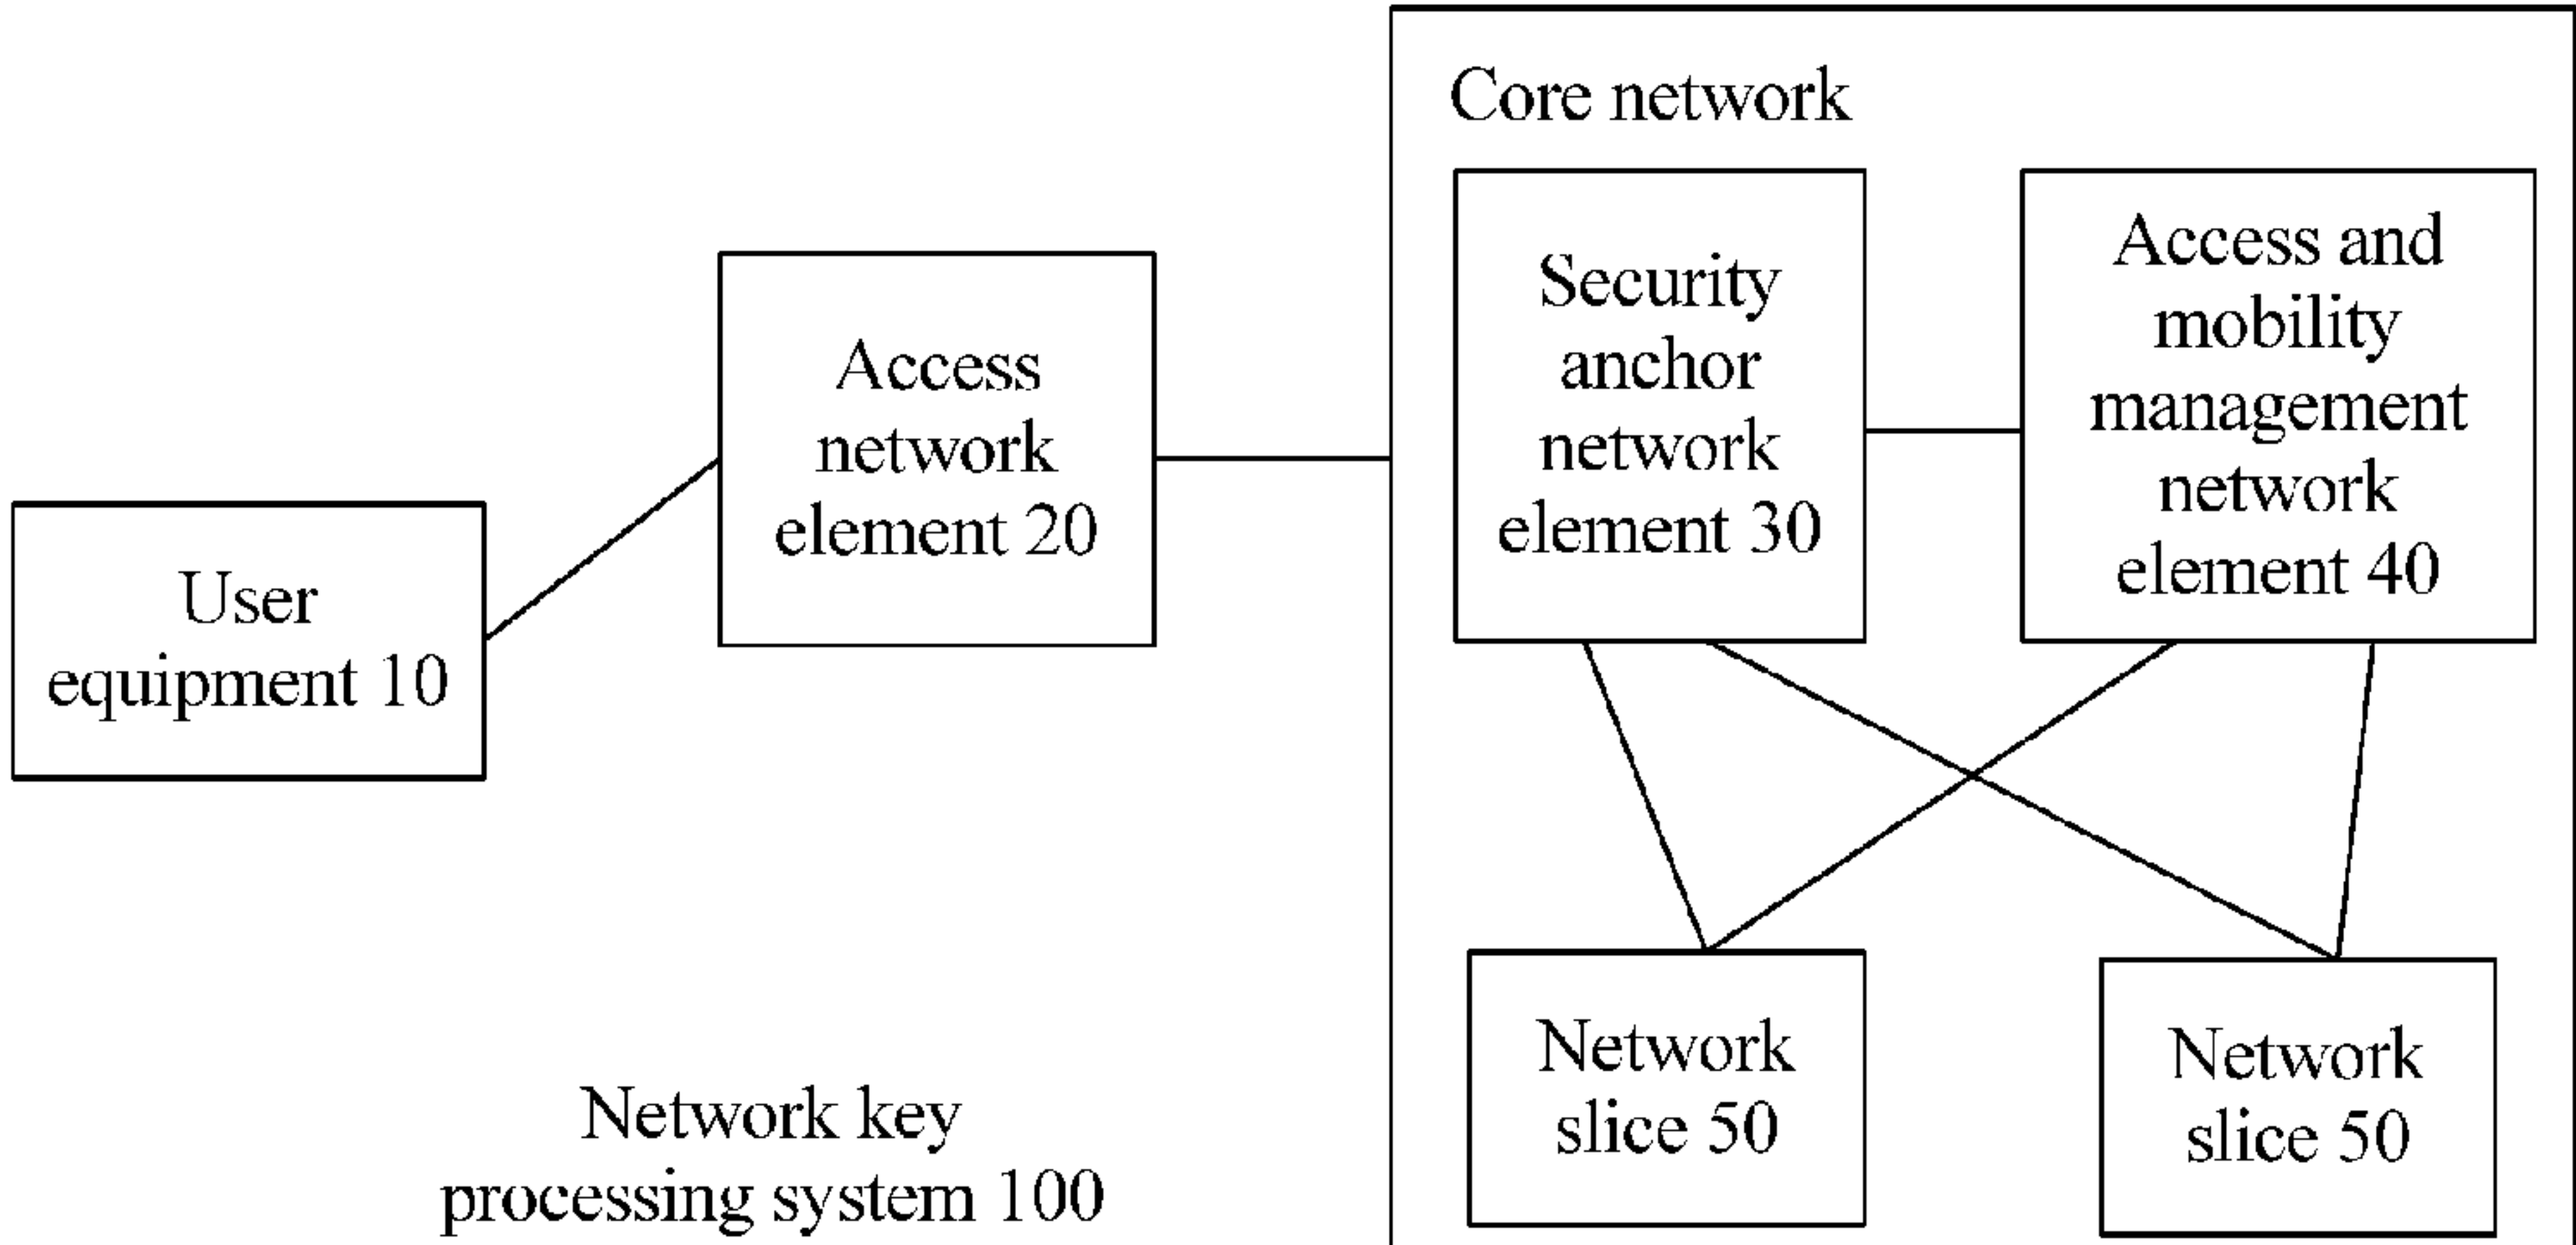 Core network
User
equipment 10
Access
network
element 20
Security
anchor
network
element 30
Access and
mobility
management
network
element 40
Network
slice 50
Network
slice 50
Network key
processing system 100